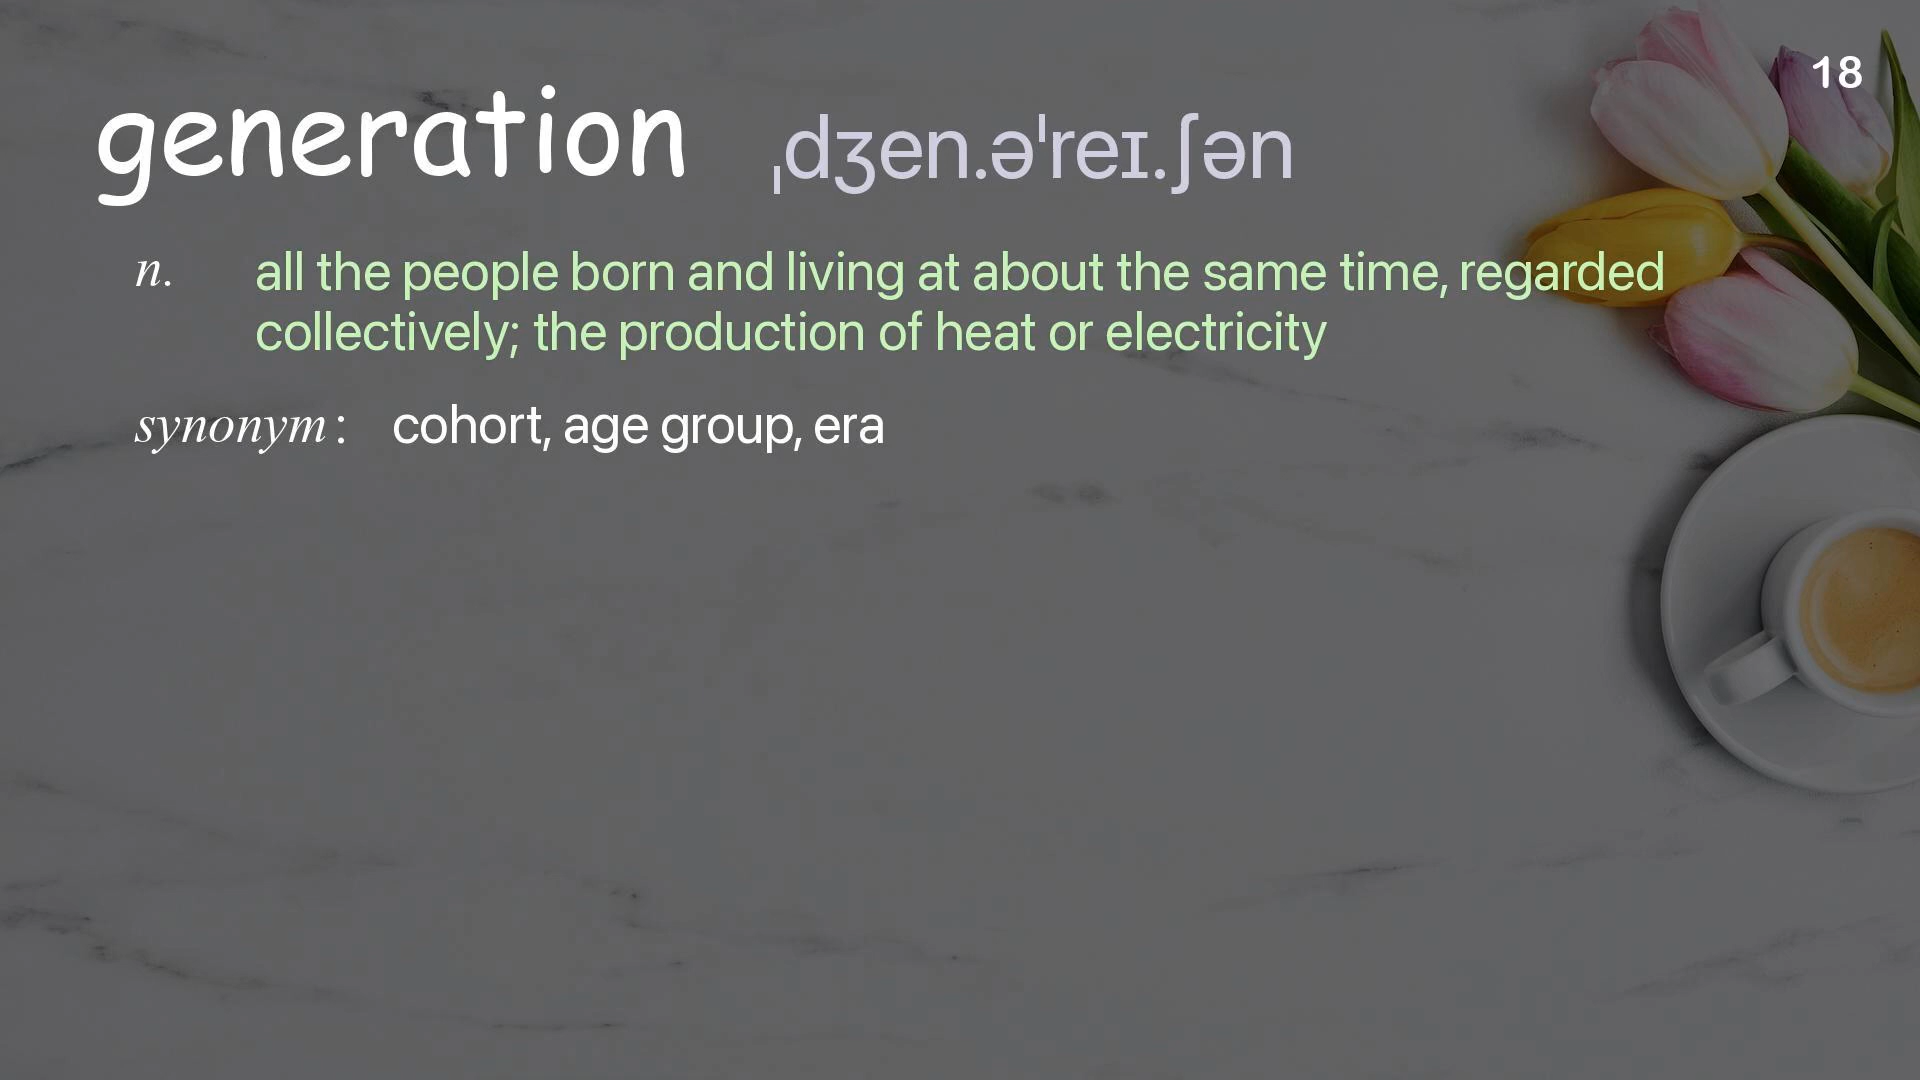 18
generation ˌdʒen.əˈreɪ.ʃən
n. all the people born and living at about the same time, regarded
collectively; the production of heat or electricity
synonym: cohort, age group, era